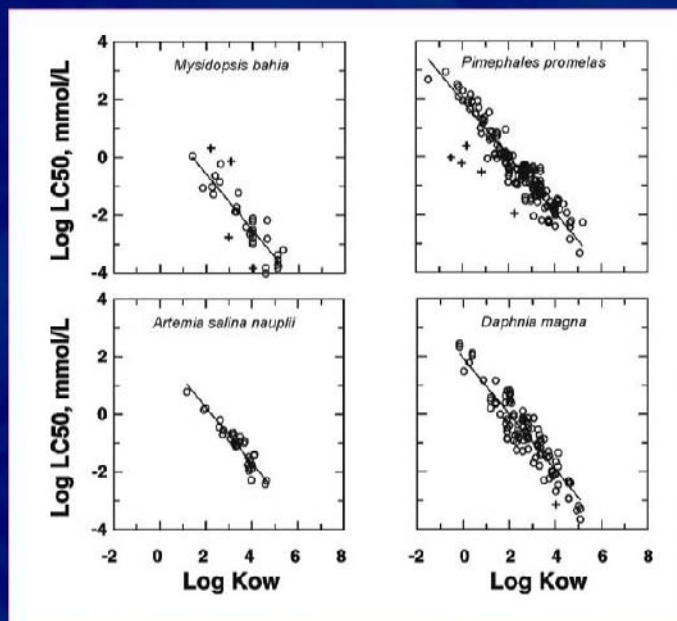 Mysidopsis bahia
Pimephales promelas
Log LC50, mmol/L
4
2
0
-2
-4
Artemia salina nauplii
Daphnia magna
Log LC50, mmol/L
4
2
0
-2
-4
-2 0 2 4 6 8
-2 0 2 4 6 8
Log Kow
Log Kow